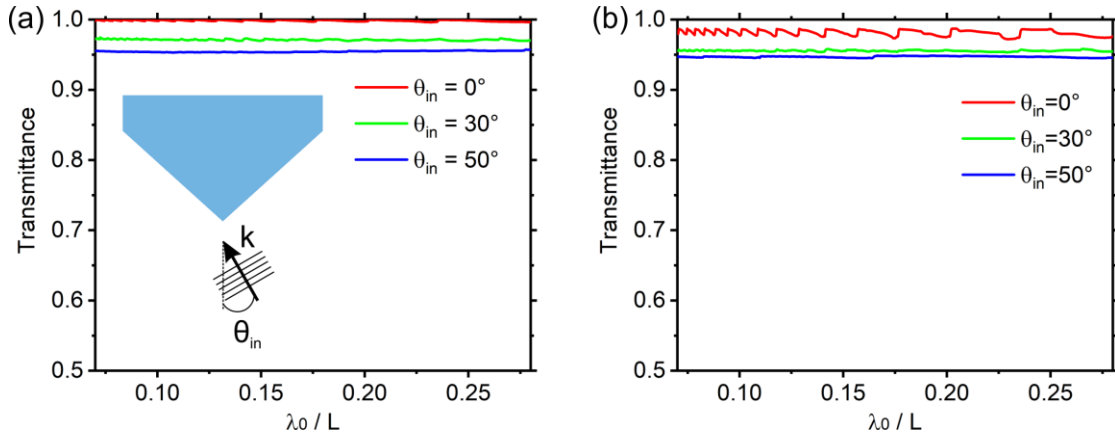 (a)
1.0
0.9
0.8
0.7
0.6
0.5
Transmittance
θin = 0°
θin = 30°
θin = 50°
k
θin
0.10
0.15
0.20
0.25
λ0 / L
(b)
1.0
0.9
0.8
0.7
0.6
0.5
Transmittance
θin=0°
θin=30°
θin=50°
0.10
0.15
0.20
0.25
λ0 / L